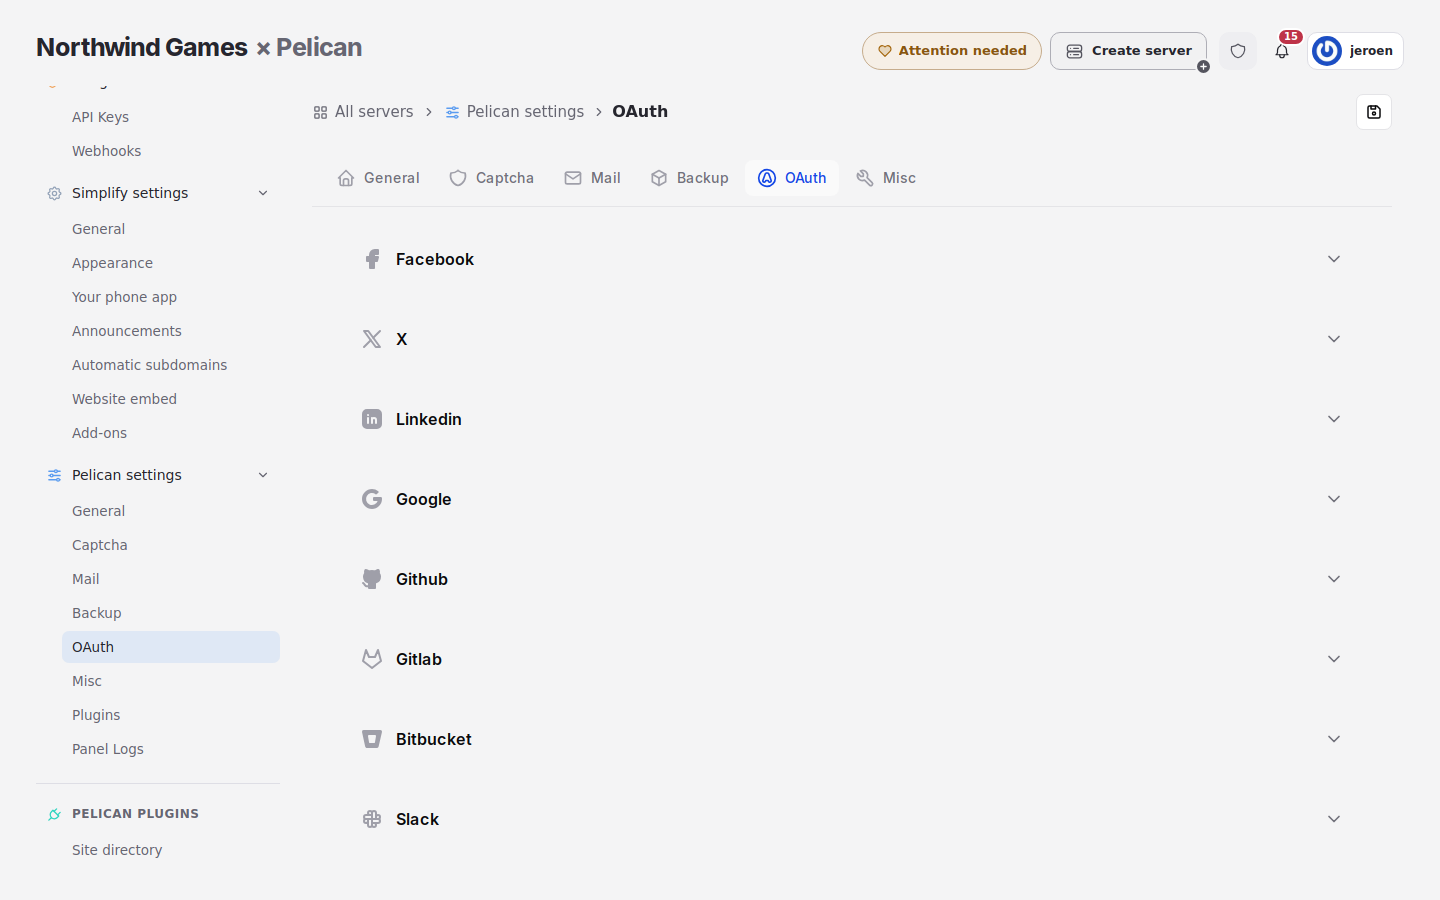 Northwind Games × Pelican
Attention needed
Create server
15
jeroen
API Keys
Webhooks
Simplify settings
General
Appearance
Your phone app
Announcements
Automatic subdomains
Website embed
Add-ons
Pelican settings
General
Captcha
Mail
Backup
OAuth
Misc
Plugins
Panel Logs
PELICAN PLUGINS
Site directory
All servers > Pelican settings > OAuth
General Captcha Mail Backup OAuth Misc
Facebook
X
Linkedin
Google
Github
Gitlab
Bitbucket
Slack